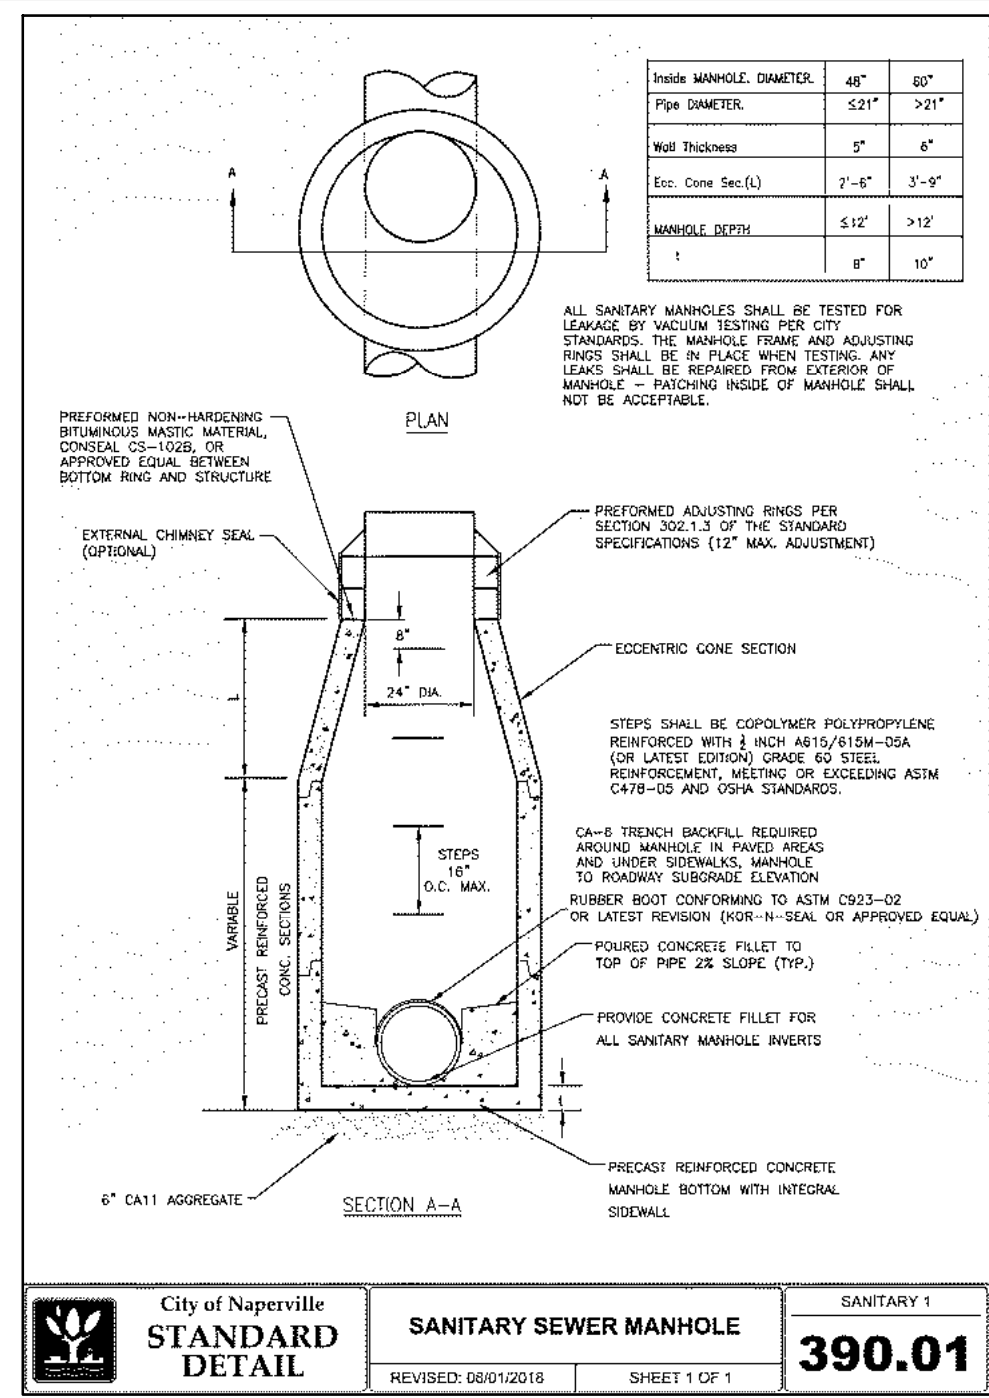 Inside MANHOLE. DIAMETER. 48" 60"
Pipe DIAMETER. ≤21" >21"
Wall Thickness 5" 6"
Ecc. Cone Sec.(L) 2'-6" 3'-9"
MANHOLE DEPTH ≤12' >12'
t 8" 10"
A
A
ALL SANITARY MANHOLES SHALL BE TESTED FOR
LEAKAGE BY VACUUM TESTING PER CITY
STANDARDS. THE MANHOLE FRAME AND ADJUSTING
RINGS SHALL BE IN PLACE WHEN TESTING. ANY
LEAKS SHALL BE REPAIRED FROM EXTERIOR OF
MANHOLE – PATCHING INSIDE OF MANHOLE SHALL
NOT BE ACCEPTABLE.
PLAN
PREFORMED NON-HARDENING
BITUMINOUS MASTIC MATERIAL,
CONSEAL CS-102B, OR
APPROVED EQUAL BETWEEN
BOTTOM RING AND STRUCTURE
EXTERNAL CHIMNEY SEAL
(OPTIONAL)
PREFORMED ADJUSTING RINGS PER
SECTION 302.1.3 OF THE STANDARD
SPECIFICATIONS (12" MAX. ADJUSTMENT)
8"
ECCENTRIC CONE SECTION
24" DIA.
L
STEPS SHALL BE COPOLYMER POLYPROPYLENE
REINFORCED WITH ½ INCH A615/615M-05A
(OR LATEST EDITION) GRADE 60 STEEL
REINFORCEMENT, MEETING OR EXCEEDING ASTM
C478-05 AND OSHA STANDARDS.
CA-6 TRENCH BACKFILL REQUIRED
AROUND MANHOLE IN PAVED AREAS
AND UNDER SIDEWALKS, MANHOLE
TO ROADWAY SUBGRADE ELEVATION
STEPS
16"
O.C. MAX.
VARIABLE
PRECAST REINFORCED
CONC. SECTIONS
RUBBER BOOT CONFORMING TO ASTM C923-02
OR LATEST REVISION (KOR-N-SEAL OR APPROVED EQUAL)
POURED CONCRETE FILLET TO
TOP OF PIPE 2% SLOPE (TYP.)
PROVIDE CONCRETE FILLET FOR
ALL SANITARY MANHOLE INVERTS
t
PRECAST REINFORCED CONCRETE
MANHOLE BOTTOM WITH INTEGRAL
SIDEWALL
6" CA11 AGGREGATE
SECTION A-A
City of Naperville
STANDARD
DETAIL
SANITARY SEWER MANHOLE
REVISED: 08/01/2018
SHEET 1 OF 1
SANITARY 1
390.01